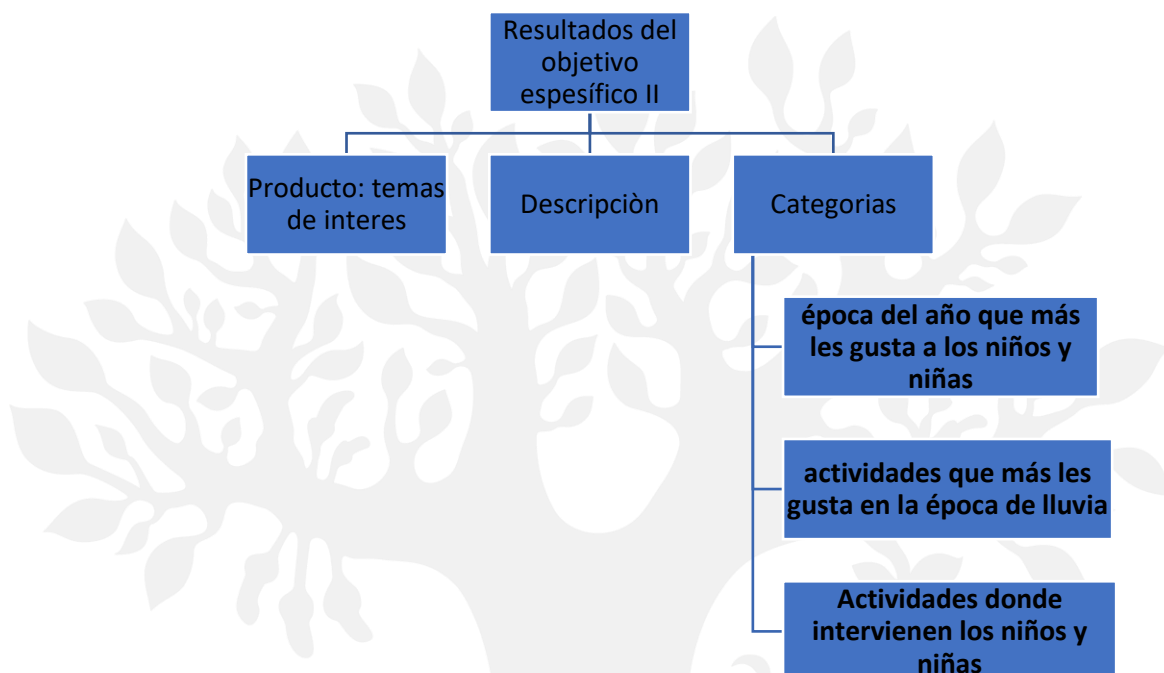 Resultados del
objetivo
espesífico II
Producto: temas
de interes
Descripciòn
Categorias
época del año que más
les gusta a los niños y
niñas
actividades que más les
gusta en la época de lluvia
Actividades donde
intervienen los niños y
niñas